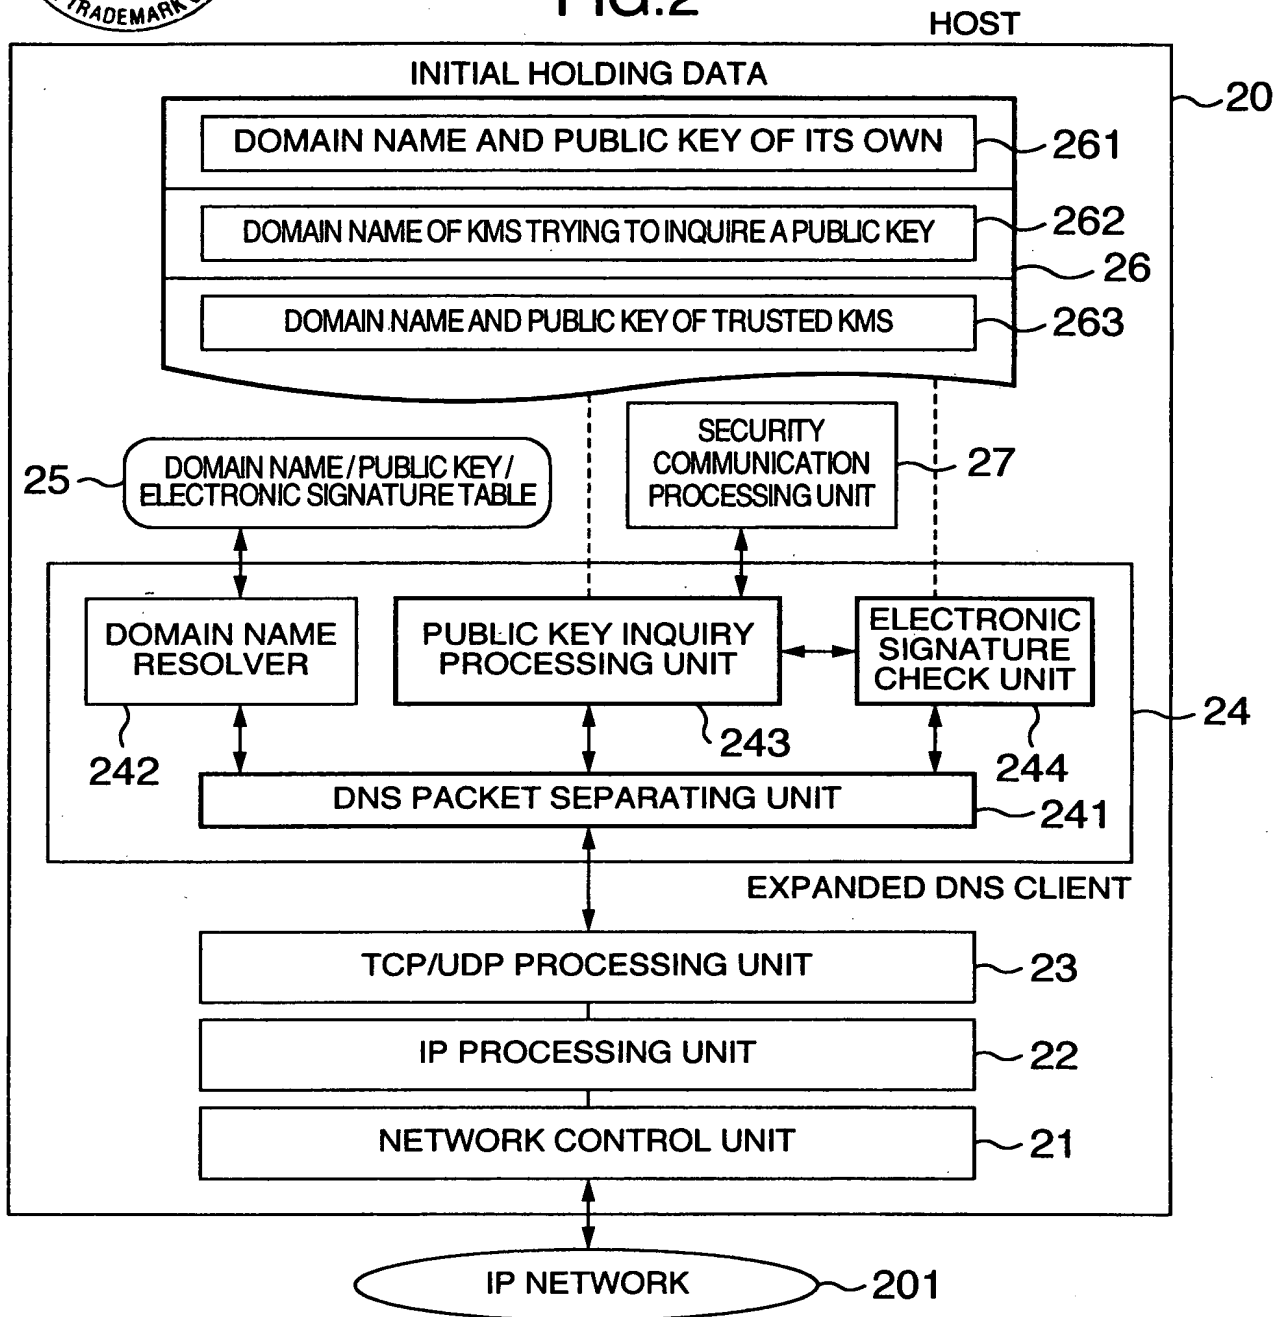 TRADEMARK
FIG.2
HOST
INITIAL HOLDING DATA
20
DOMAIN NAME AND PUBLIC KEY OF ITS OWN
261
DOMAIN NAME OF KMS TRYING TO INQUIRE A PUBLIC KEY
262
26
DOMAIN NAME AND PUBLIC KEY OF TRUSTED KMS
263
25
DOMAIN NAME/PUBLIC KEY/
ELECTRONIC SIGNATURE TABLE
SECURITY
COMMUNICATION
PROCESSING UNIT
27
DOMAIN NAME
RESOLVER
242
PUBLIC KEY INQUIRY
PROCESSING UNIT
243
ELECTRONIC
SIGNATURE
CHECK UNIT
244
24
DNS PACKET SEPARATING UNIT
241
EXPANDED DNS CLIENT
TCP/UDP PROCESSING UNIT
23
IP PROCESSING UNIT
22
NETWORK CONTROL UNIT
21
IP NETWORK
201